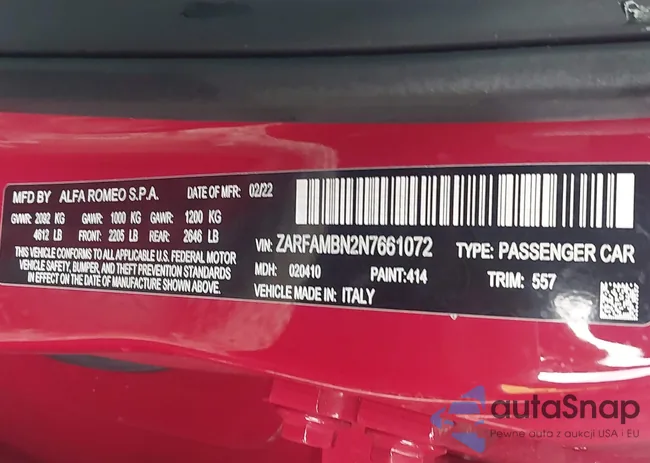 MFD BY ALFA ROMEO S.P.A. DATE OF MFR: 02/22
GVWR: 2092 KG GAWR: 1000 KG GAWR: 1200 KG
4612 LB FRONT: 2205 LB REAR: 2646 LB
THIS VEHICLE CONFORMS TO ALL APPLICABLE U.S. FEDERAL MOTOR
VEHICLE SAFETY, BUMPER, AND THEFT PREVENTION STANDARDS
IN EFFECT ON THE DATE OF MANUFACTURE SHOWN ABOVE.
VIN: ZARFAMBN2N7661072 TYPE: PASSENGER CAR
MDH: 020410 PAINT:414 TRIM: 557
VEHICLE MADE IN: ITALY
autaSnap
Pewne auta z aukcji USA i EU